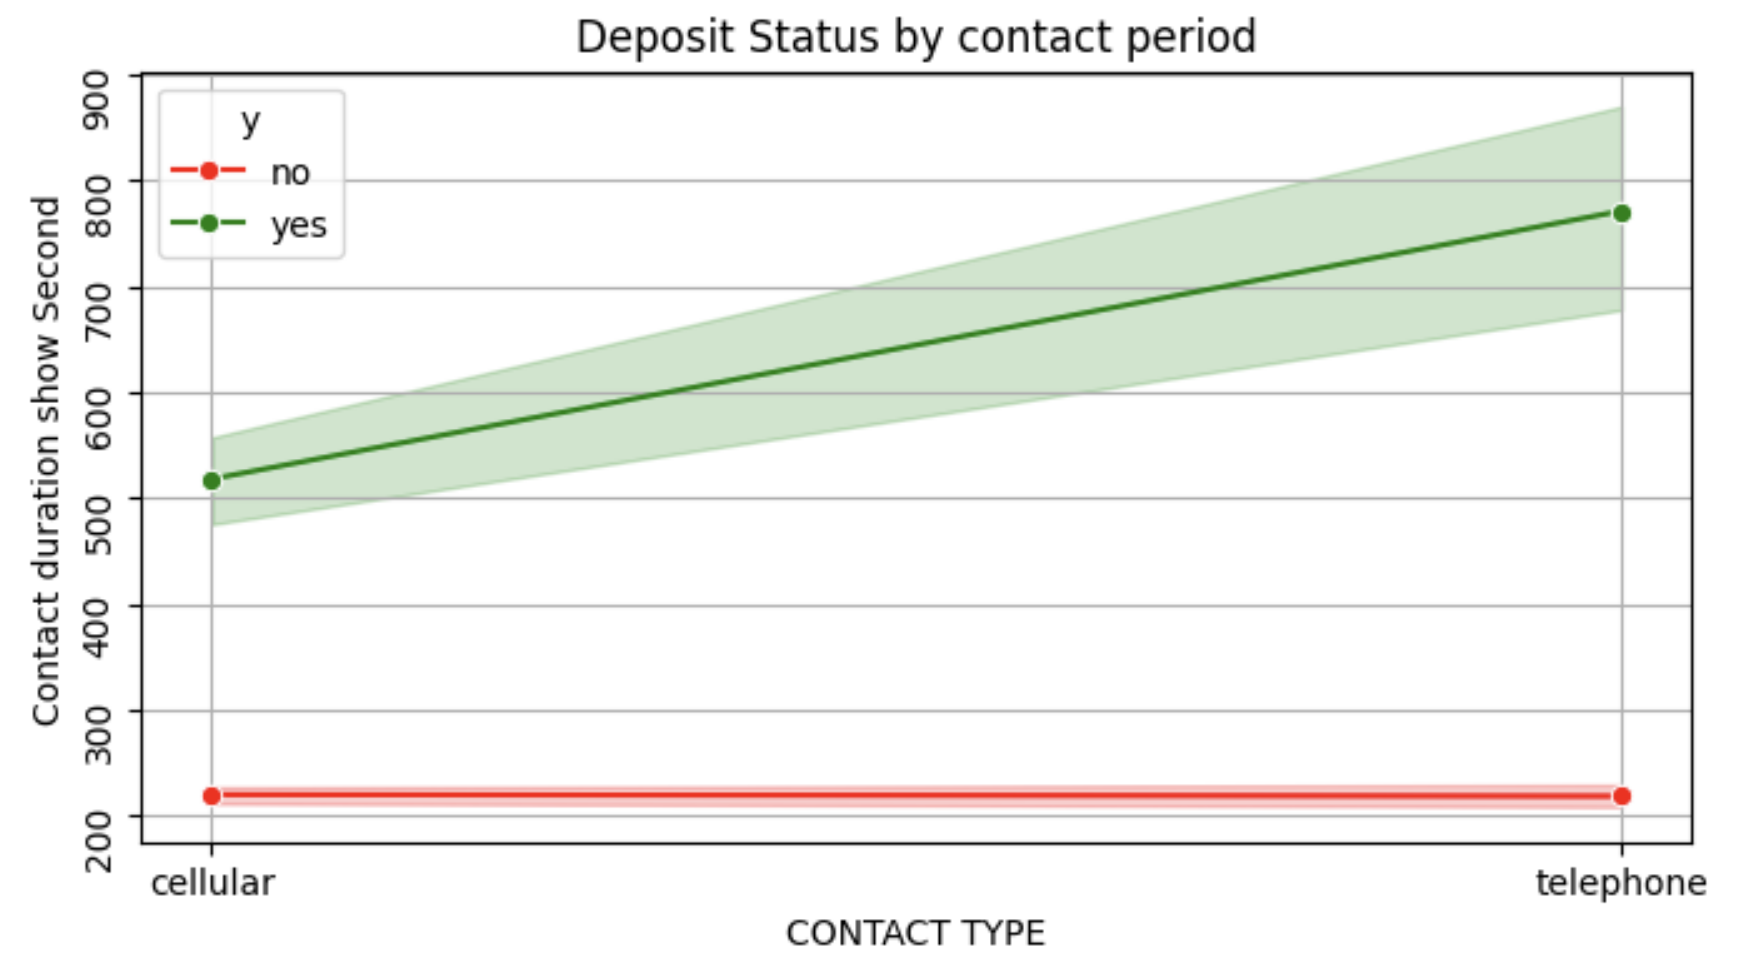 Deposit Status by contact period
y
no
yes
Contact duration show Second
900
800
700
600
500
400
300
200
cellular
telephone
CONTACT TYPE